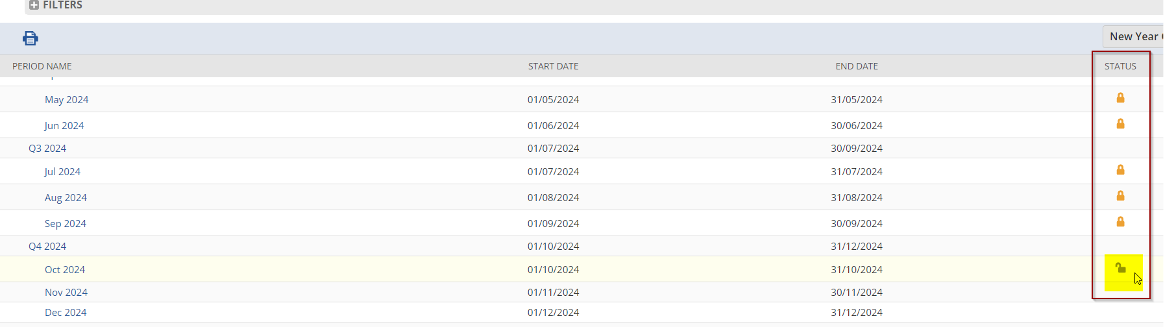 FILTERS
New Year
PERIOD NAME START DATE END DATE STATUS
May 2024 01/05/2024 31/05/2024
Jun 2024 01/06/2024 30/06/2024
Q3 2024 01/07/2024 30/09/2024
Jul 2024 01/07/2024 31/07/2024
Aug 2024 01/08/2024 31/08/2024
Sep 2024 01/09/2024 30/09/2024
Q4 2024 01/10/2024 31/12/2024
Oct 2024 01/10/2024 31/10/2024
Nov 2024 01/11/2024 30/11/2024
Dec 2024 01/12/2024 31/12/2024